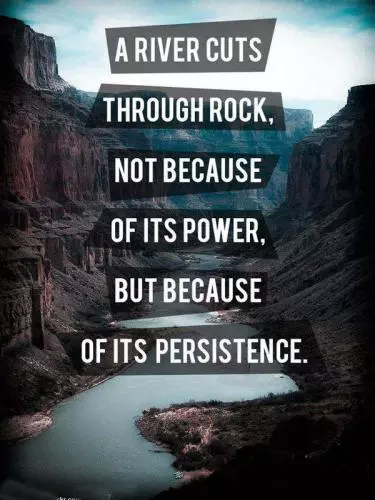 A RIVER CUTS
THROUGH ROCK,
NOT BECAUSE
OF ITS POWER,
BUT BECAUSE
OF ITS PERSISTENCE.